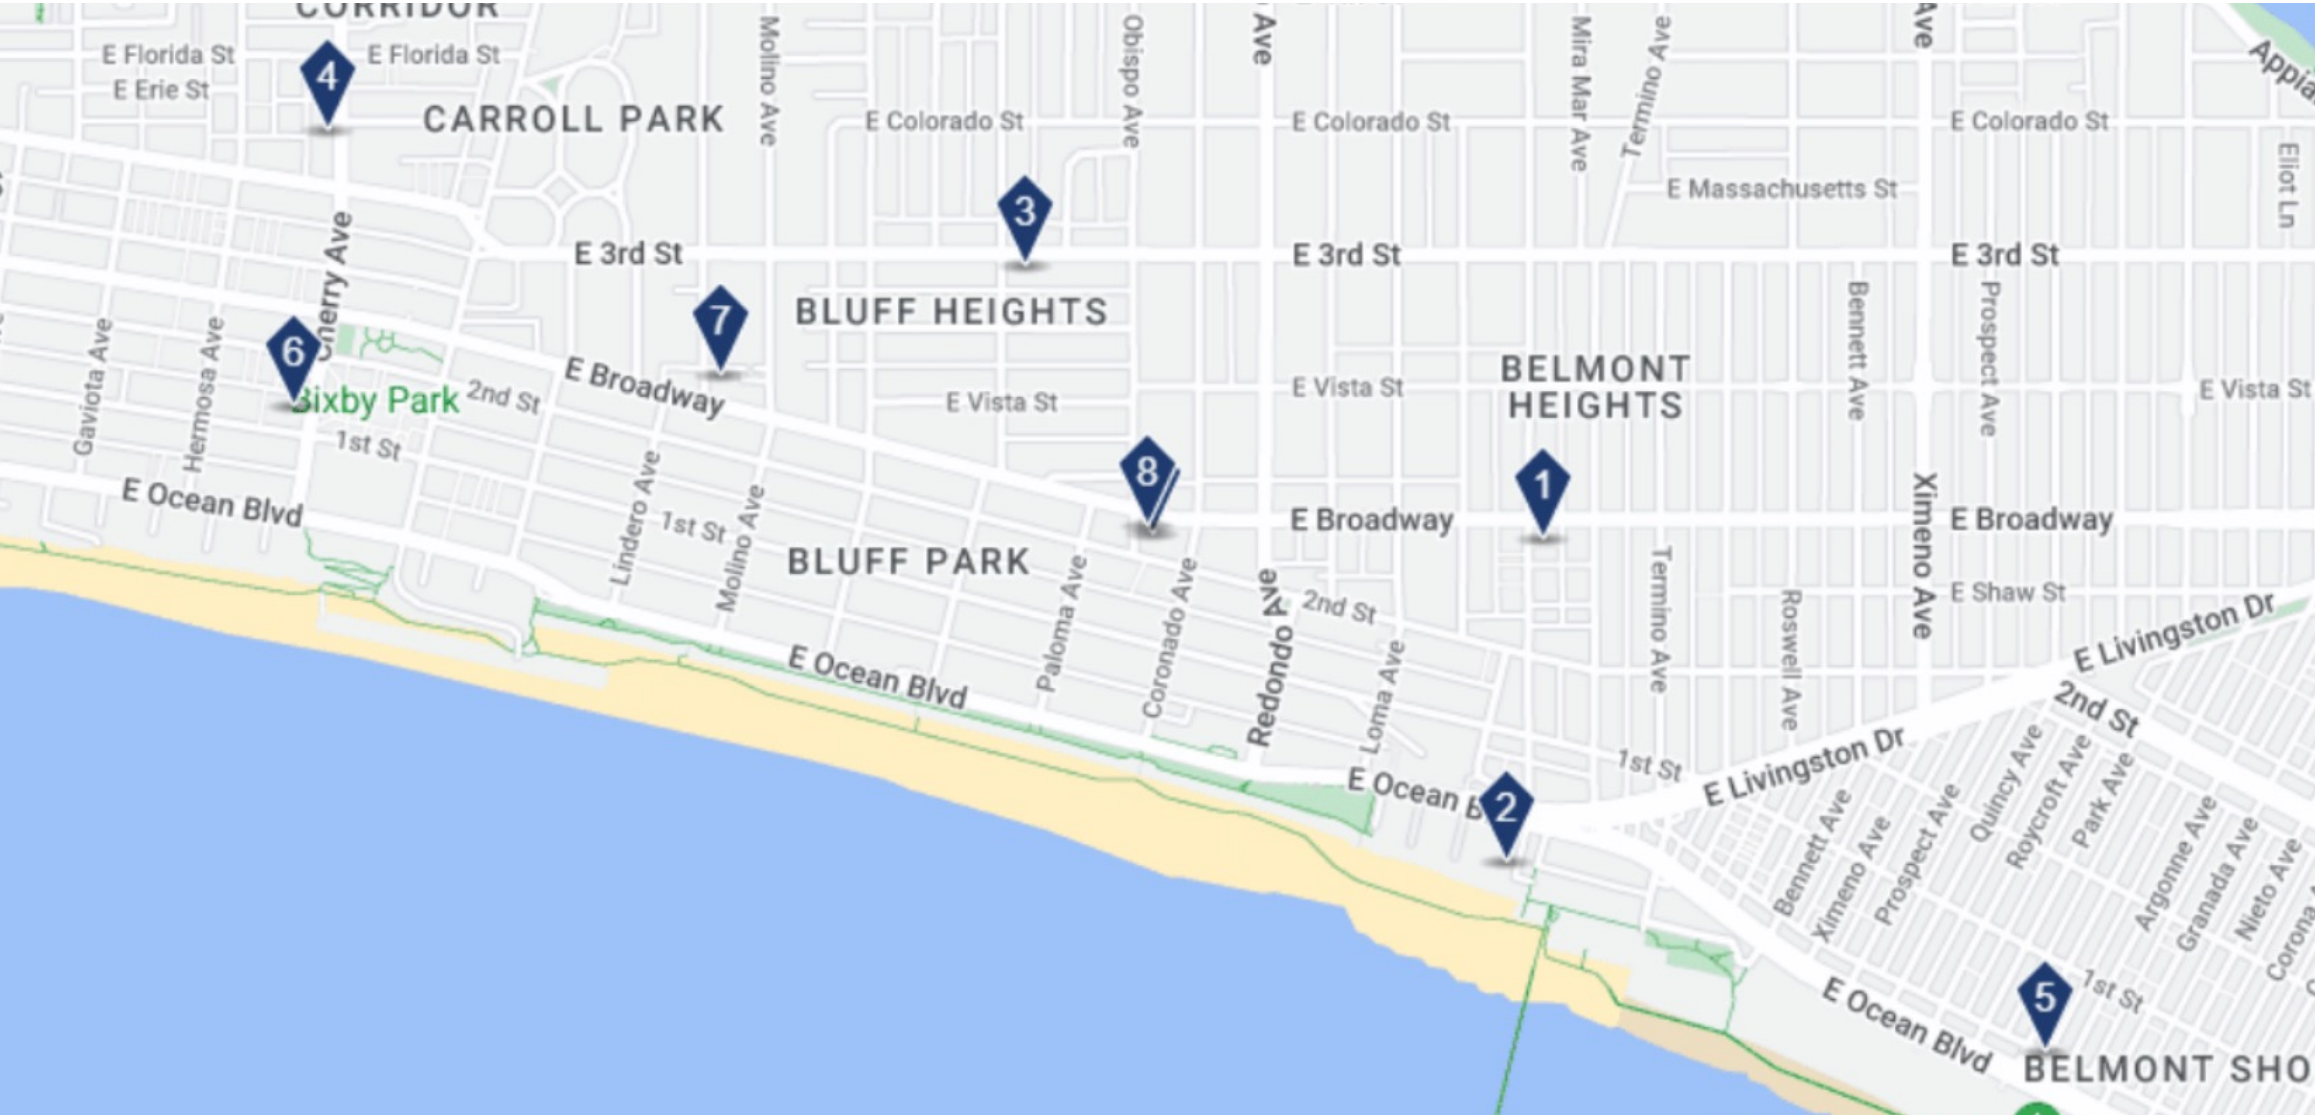 CORRIDOR
E Florida St
E Florida St
E Erie St
4
CARROLL PARK
Molino Ave
Obispo Ave
Ave
Mira Mar Ave
Termino Ave
Ave
E Colorado St
E Colorado St
E Colorado St
E Massachusetts St
Eliot Ln
3
Cherry Ave
E 3rd St
E 3rd St
E 3rd St
7
BLUFF HEIGHTS
6
Gaviota Ave
Hermosa Ave
Bixby Park
2nd St
E Broadway
E Vista St
E Vista St
E Vista St
BELMONT
HEIGHTS
Bennett Ave
Prospect Ave
1st St
E Ocean Blvd
8
1
E Broadway
E Broadway
Ximeno Ave
Lindero Ave
Molino Ave
1st St
BLUFF PARK
Paloma Ave
Coronado Ave
Redondo Ave
2nd St
Loma Ave
Termino Ave
Roswell Ave
E Shaw St
E Livingston Dr
2nd St
E Ocean Blvd
E Livingston Dr
1st St
E Ocean B
2
Bennett Ave
Ximeno Ave
Prospect Ave
Quincy Ave
Roycroft Ave
Park Ave
Argonne Ave
Granada Ave
Nieto Ave
Corona
5
1st St
E Ocean Blvd
BELMONT SHO